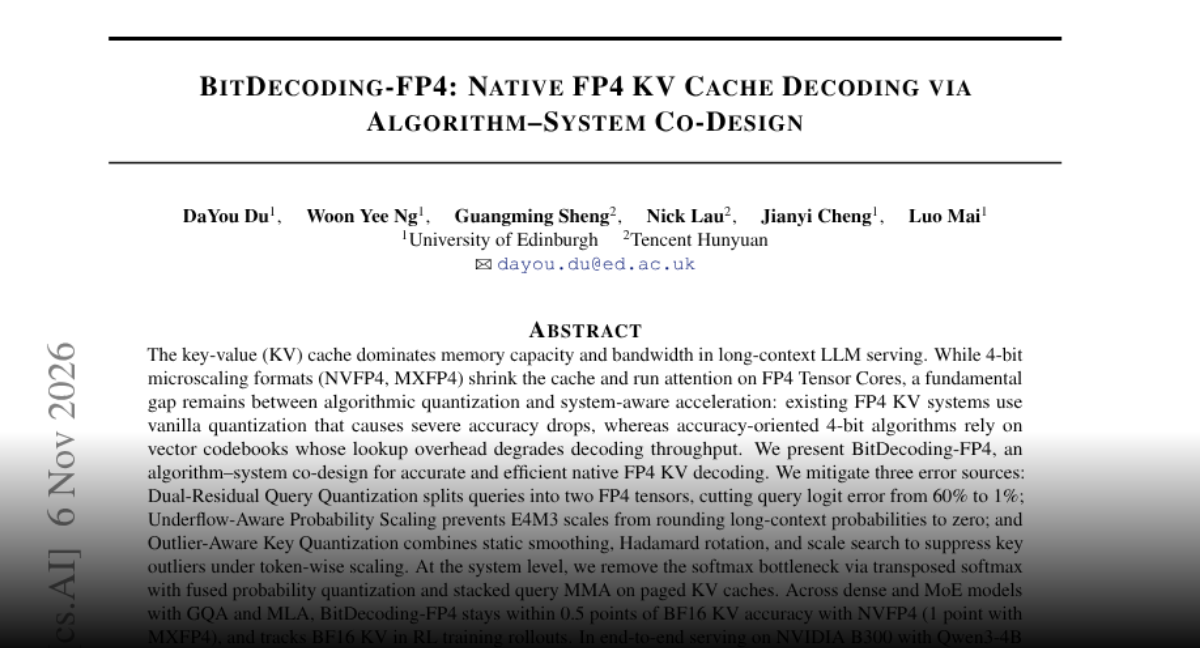 BITDECODING-FP4: NATIVE FP4 KV CACHE DECODING VIA
ALGORITHM–SYSTEM CO-DESIGN
DaYou Du¹, Woon Yee Ng¹, Guangming Sheng², Nick Lau², Jianyi Cheng¹, Luo Mai¹
¹University of Edinburgh ²Tencent Hunyuan
✉ dayou.du@ed.ac.uk
ABSTRACT
The key-value (KV) cache dominates memory capacity and bandwidth in long-context LLM serving. While 4-bit
microscaling formats (NVFP4, MXFP4) shrink the cache and run attention on FP4 Tensor Cores, a fundamental
gap remains between algorithmic quantization and system-aware acceleration: existing FP4 KV systems use
vanilla quantization that causes severe accuracy drops, whereas accuracy-oriented 4-bit algorithms rely on
vector codebooks whose lookup overhead degrades decoding throughput. We present BitDecoding-FP4, an
algorithm–system co-design for accurate and efficient native FP4 KV decoding. We mitigate three error sources:
Dual-Residual Query Quantization splits queries into two FP4 tensors, cutting query logit error from 60% to 1%;
Underflow-Aware Probability Scaling prevents E4M3 scales from rounding long-context probabilities to zero; and
Outlier-Aware Key Quantization combines static smoothing, Hadamard rotation, and scale search to suppress key
outliers under token-wise scaling. At the system level, we remove the softmax bottleneck via transposed softmax
with fused probability quantization and stacked query MMA on paged KV caches. Across dense and MoE models
with GQA and MLA, BitDecoding-FP4 stays within 0.5 points of BF16 KV accuracy with NVFP4 (1 point with
MXFP4), and tracks BF16 KV in RL training rollouts. In end-to-end serving on NVIDIA B300 with Qwen3-4B
cs.AI] 6 Nov 2026